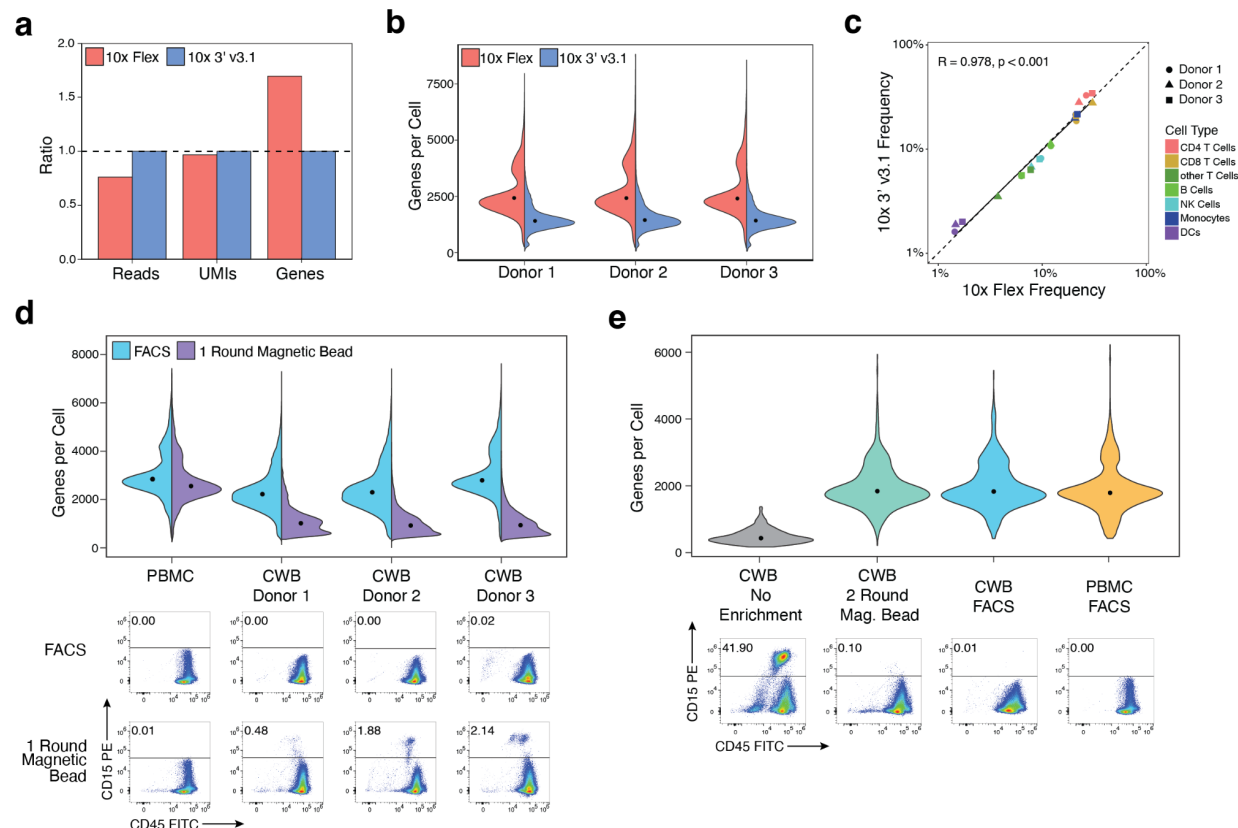 a
2.0
1.5
1.0
0.5
0.0
Ratio
10x Flex
10x 3' v3.1
Reads
UMIs
Genes
b
7500
5000
2500
0
Genes per Cell
10x Flex
10x 3' v3.1
Donor 1
Donor 2
Donor 3
c
100%
10%
1%
10x 3' v3.1 Frequency
R = 0.978, p < 0.001
1%
10%
100%
10x Flex Frequency
Donor 1
Donor 2
Donor 3
Cell Type
CD4 T Cells
CD8 T Cells
other T Cells
B Cells
NK Cells
Monocytes
DCs
d
8000
6000
4000
2000
0
Genes per Cell
FACS
1 Round Magnetic Bead
PBMC
CWB
Donor 1
CWB
Donor 2
CWB
Donor 3
FACS
0.00
0.00
0.00
0.02
1 Round
Magnetic
Bead
0.01
0.48
1.88
2.14
CD15 PE
CD45 FITC
e
6000
4000
2000
0
Genes per Cell
CWB
No
Enrichment
CWB
2 Round
Mag. Bead
CWB
FACS
PBMC
FACS
41.90
0.10
0.01
0.00
CD15 PE
CD45 FITC